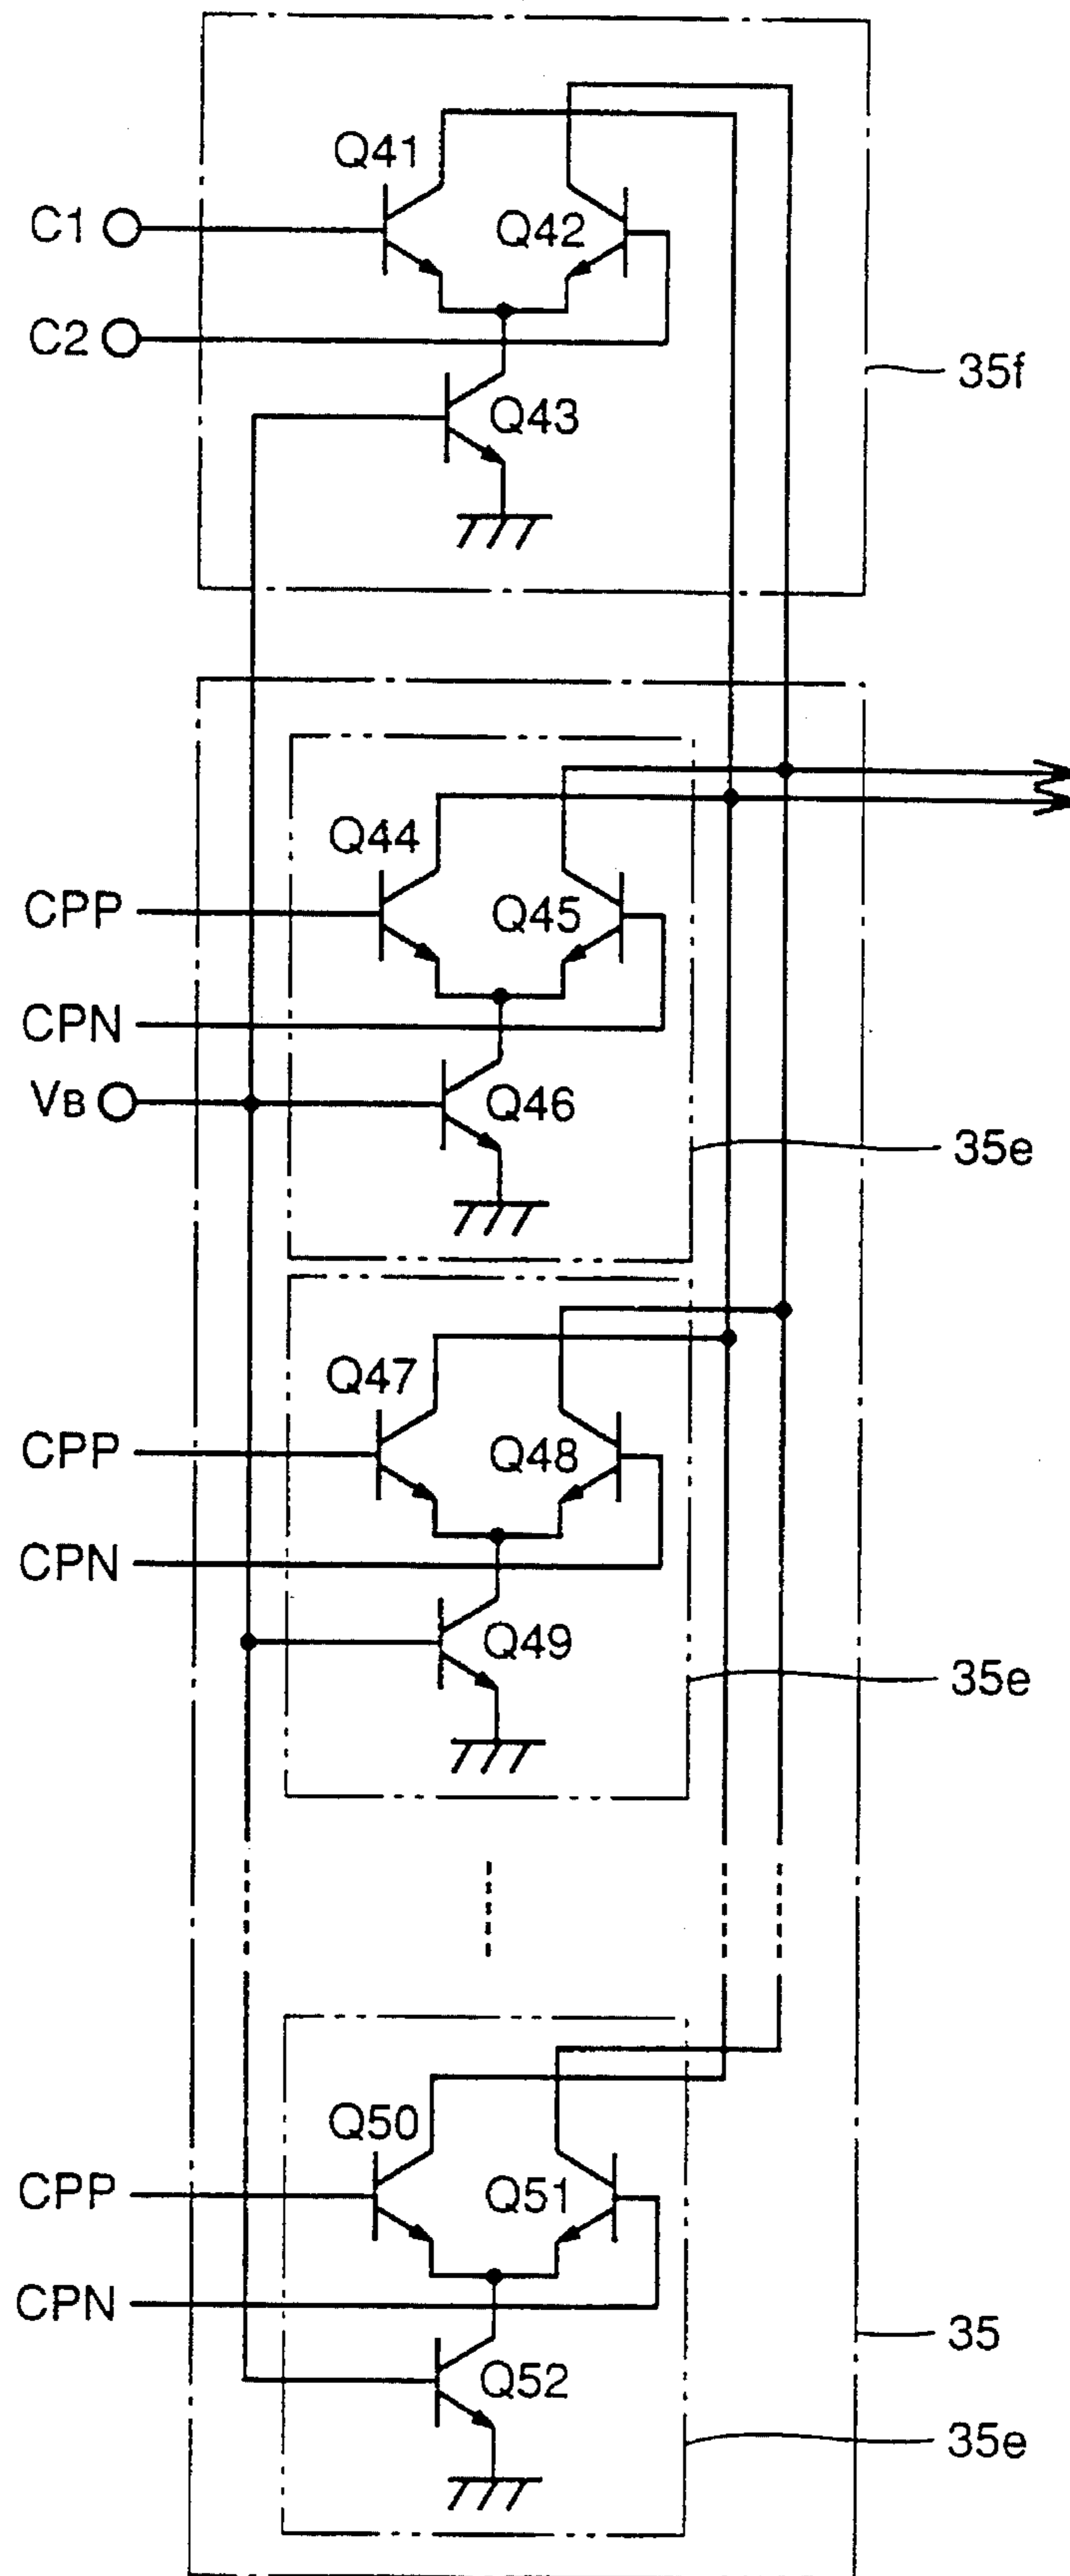 Q41
C1
Q42
C2
35f
Q43
Q44
CPP
Q45
CPN
VB
Q46
35e
Q47
CPP
Q48
CPN
Q49
35e
Q50
CPP
Q51
CPN
35
Q52
35e